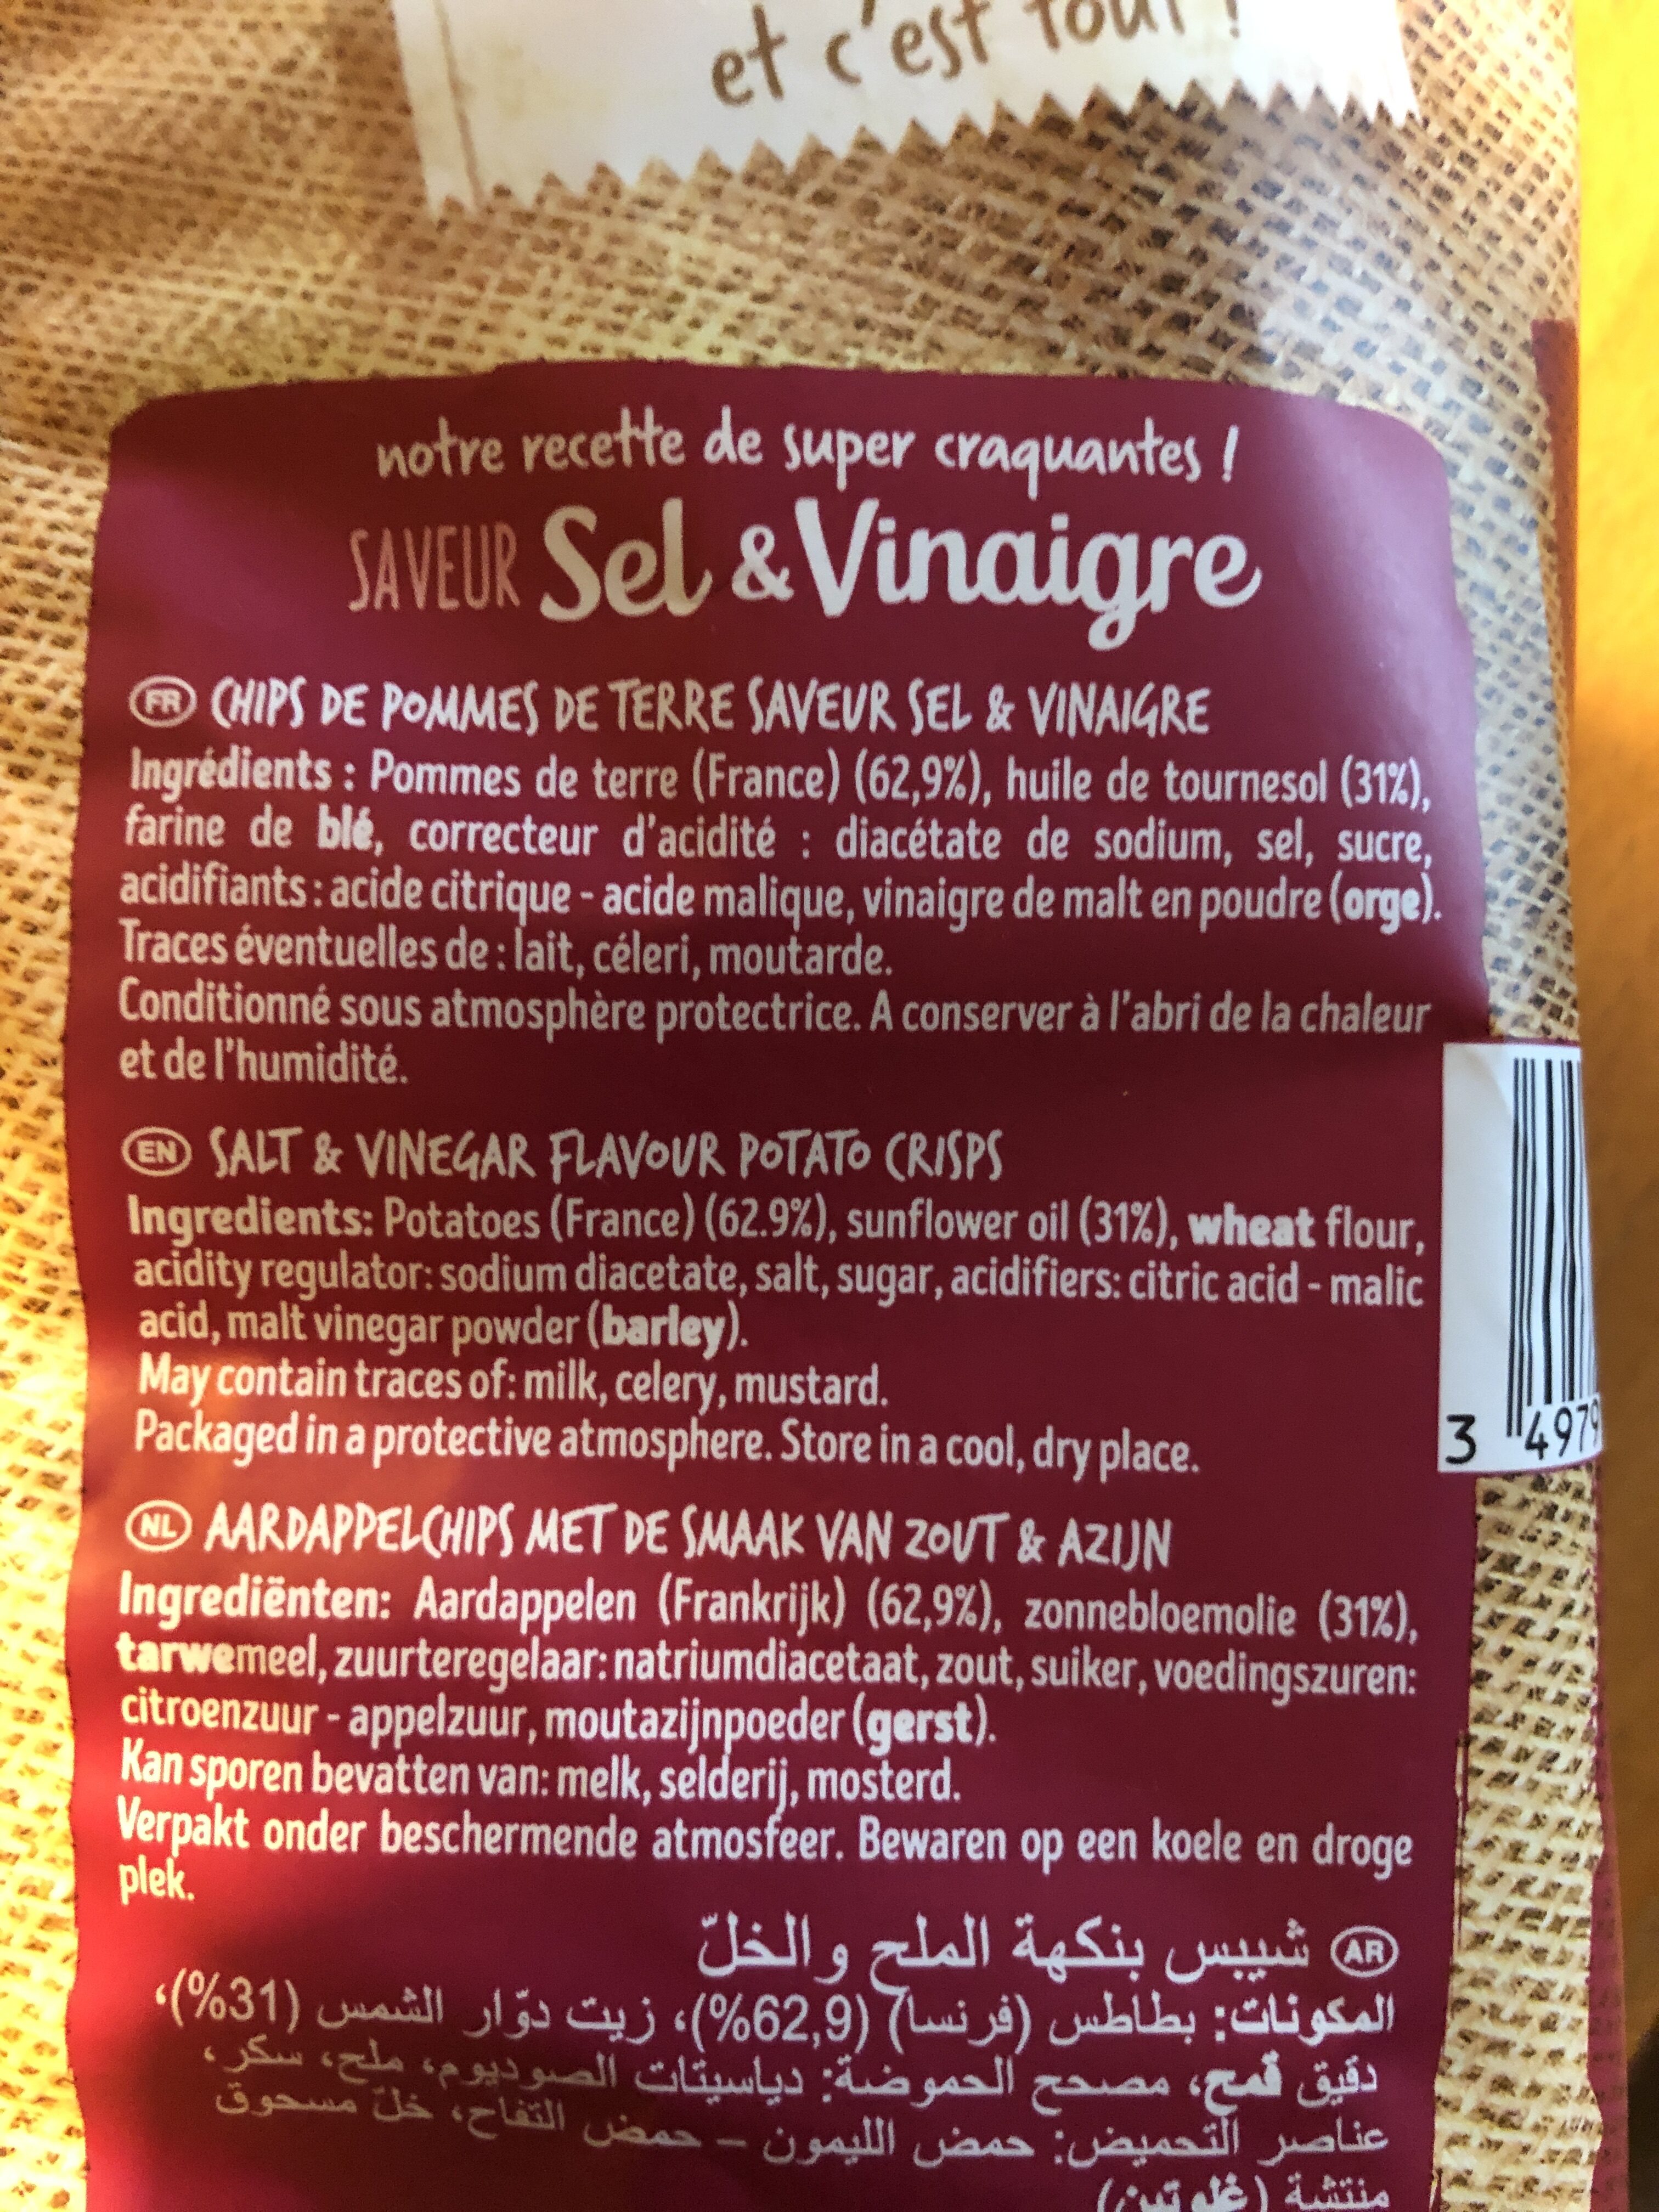 et c'est tout !
notre recette de super craquantes !
SAVEUR Sel & Vinaigre
FR CHIPS DE POMMES DE TERRE SAVEUR SEL & VINAIGRE
Ingrédients : Pommes de terre (France) (62,9%), huile de tournesol (31%),
farine de blé, correcteur d'acidité : diacétate de sodium, sel, sucre,
acidifiants : acide citrique - acide malique, vinaigre de malt en poudre (orge).
Traces éventuelles de : lait, céleri, moutarde.
Conditionné sous atmosphère protectrice. A conserver à l'abri de la chaleur
et de l'humidité.
EN SALT & VINEGAR FLAVOUR POTATO CRISPS
Ingredients: Potatoes (France) (62.9%), sunflower oil (31%), wheat flour,
acidity regulator: sodium diacetate, salt, sugar, acidifiers: citric acid - malic
acid, malt vinegar powder (barley).
May contain traces of: milk, celery, mustard.
Packaged in a protective atmosphere. Store in a cool, dry place.
3 4979
NL AARDAPPELCHIPS MET DE SMAAK VAN ZOUT & AZIJN
Ingrediënten: Aardappelen (Frankrijk) (62,9%), zonnebloemolie (31%),
tarwemeel, zuurteregelaar: natriumdiacetaat, zout, suiker, voedingszuren:
citroenzuur - appelzuur, moutazijnpoeder (gerst).
Kan sporen bevatten van: melk, selderij, mosterd.
Verpakt onder beschermende atmosfeer. Bewaren op een koele en droge
plek.
AR شيبس بنكهة الملح و الخلّ
المكونات: بطاطس (فرنسا) (62,9%)، زيت دوّار الشمس (31%)،
دقيق قمح، مصحح الحموضة: دياسيتات الصوديوم، ملح، سكر،
عناصر التحميض: حمض الليمون – حمض التفاح، خلّ مسحوق
منتشة (غلوتين)